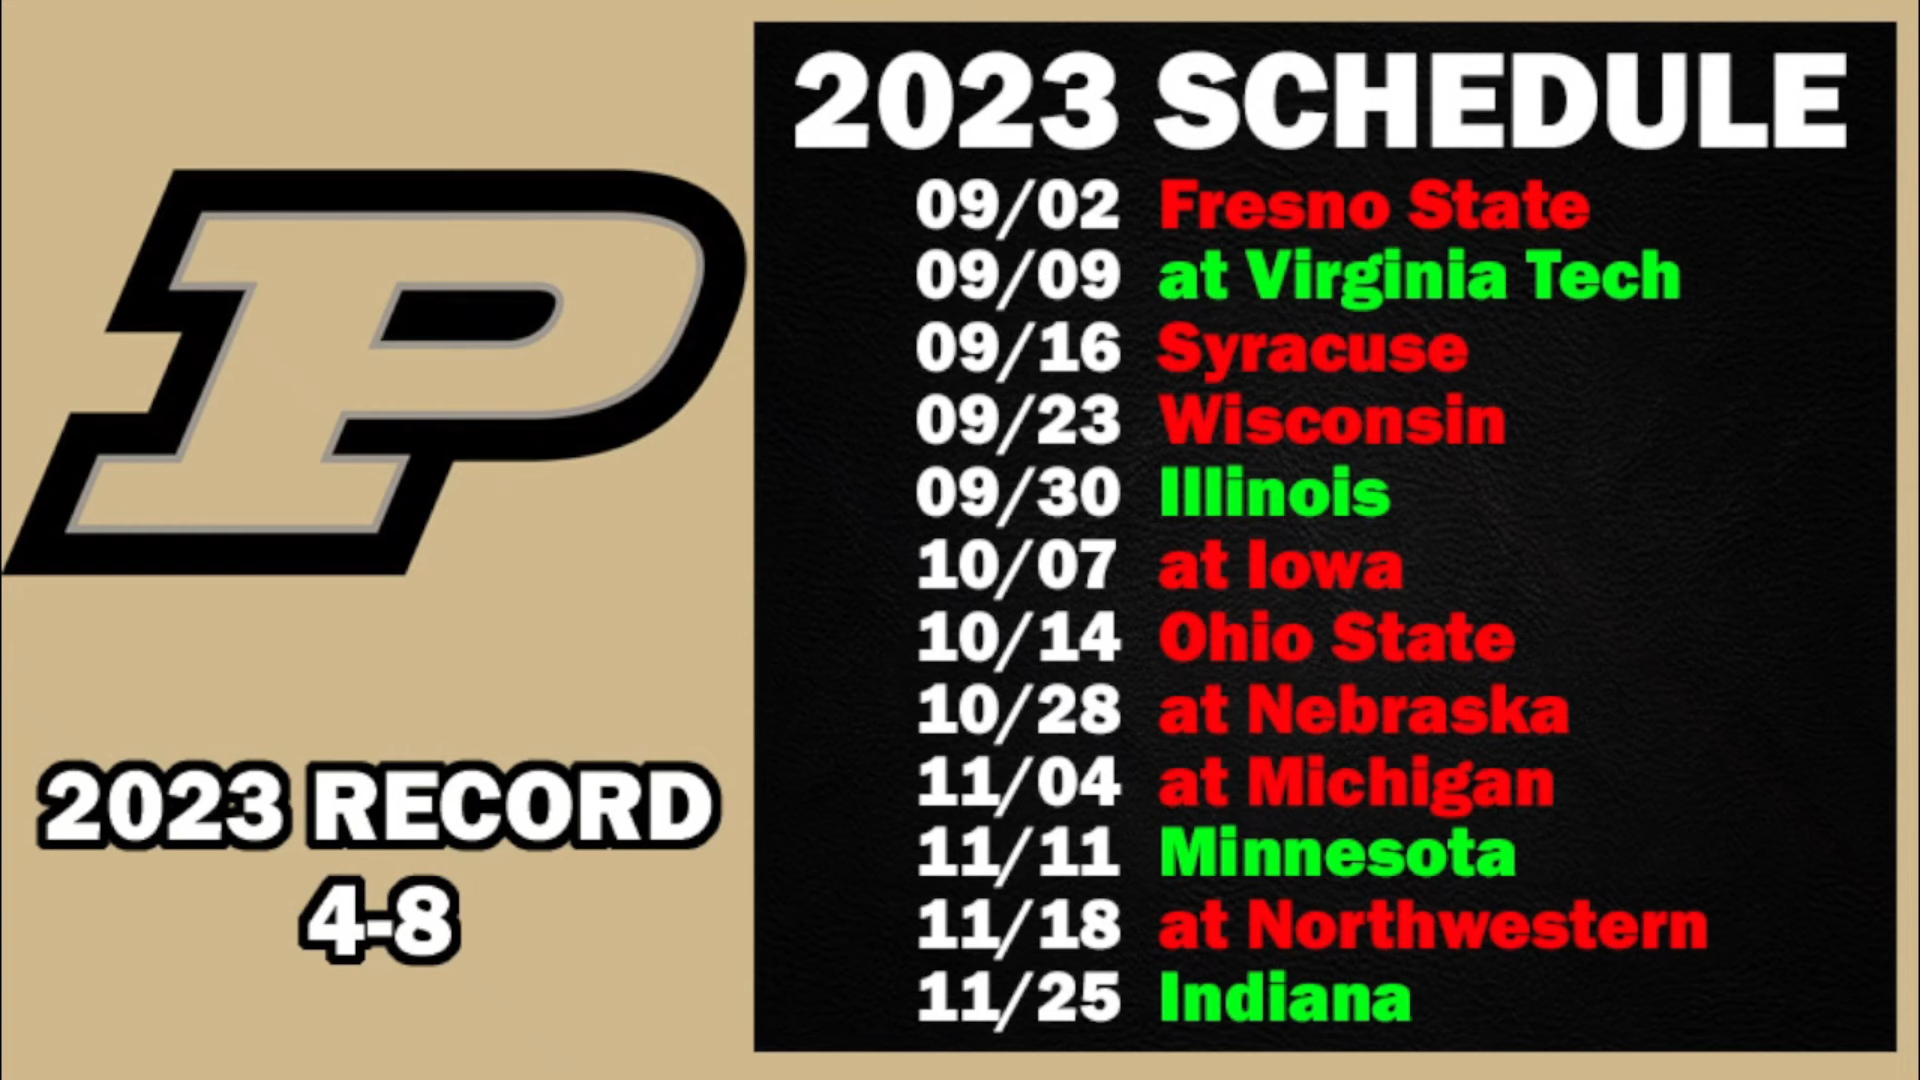 P
2023 RECORD
4-8
2023 SCHEDULE
09/02 Fresno State
09/09 at Virginia Tech
09/16 Syracuse
09/23 Wisconsin
09/30 Illinois
10/07 at Iowa
10/14 Ohio State
10/28 at Nebraska
11/04 at Michigan
11/11 Minnesota
11/18 at Northwestern
11/25 Indiana